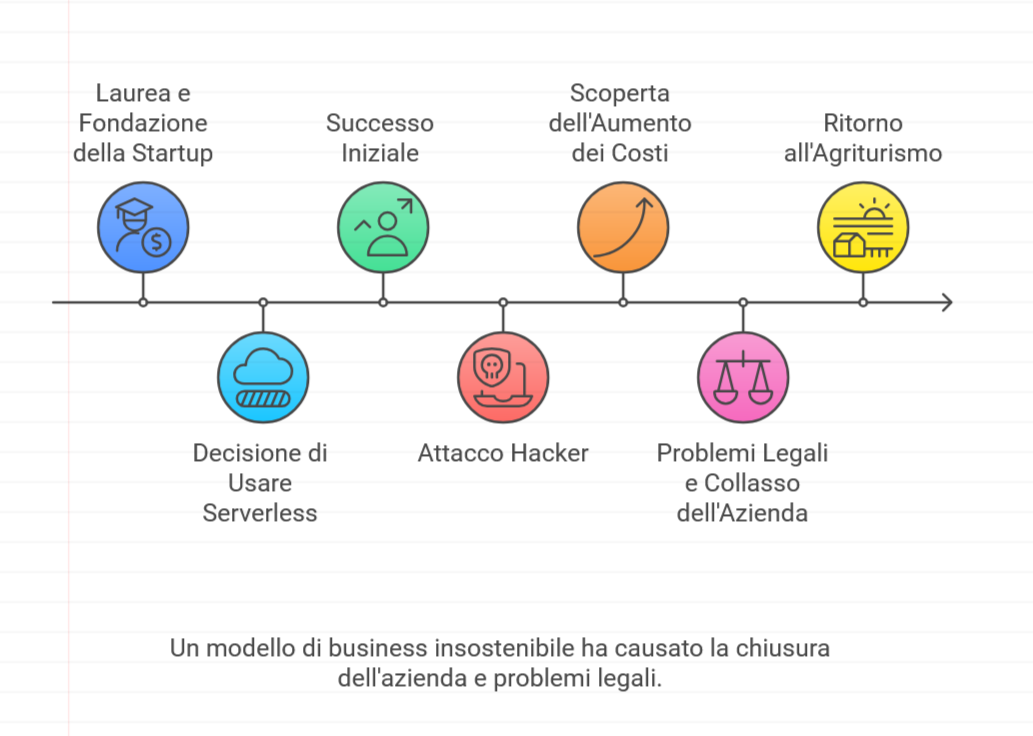 Laurea e
Fondazione
della Startup
Decisione di
Usare
Serverless
Successo
Iniziale
Attacco Hacker
Scoperta
dell'Aumento
dei Costi
Problemi Legali
e Collasso
dell'Azienda
Ritorno
all'Agriturismo
Un modello di business insostenibile ha causato la chiusura
dell'azienda e problemi legali.